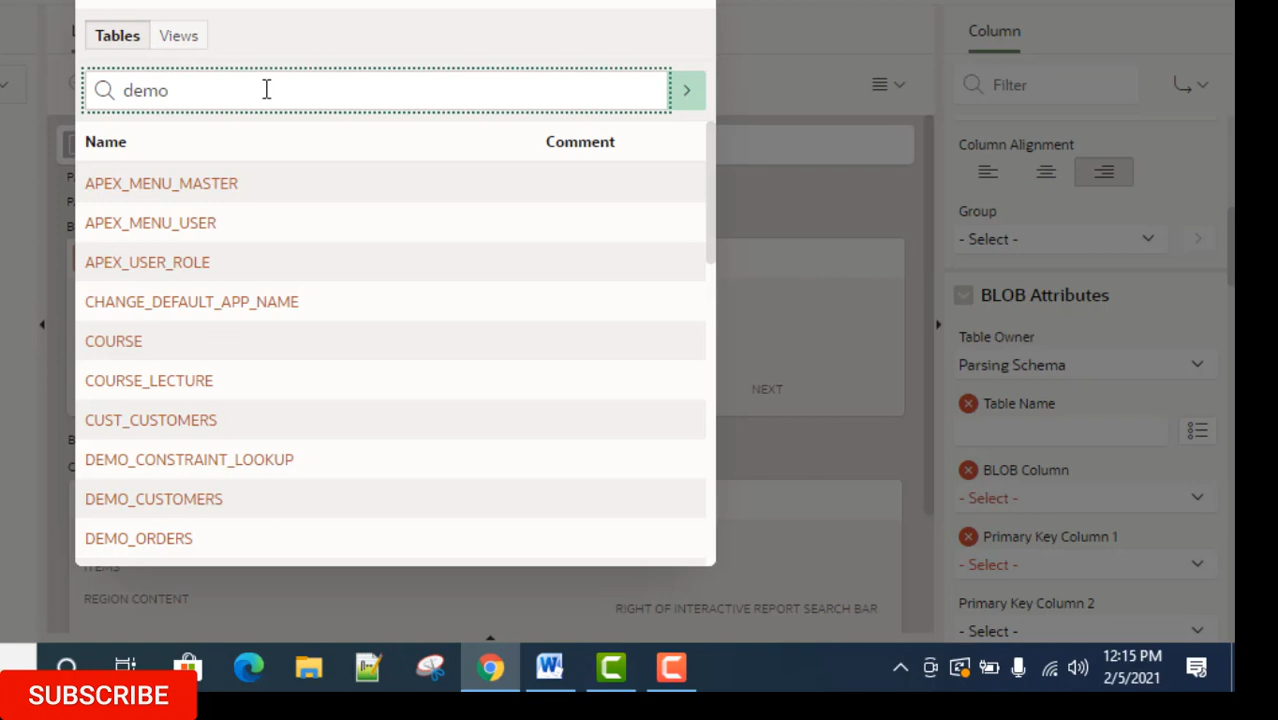 Tables Views
demo
Name Comment
APEX_MENU_MASTER
APEX_MENU_USER
APEX_USER_ROLE
CHANGE_DEFAULT_APP_NAME
COURSE
COURSE_LECTURE
CUST_CUSTOMERS
DEMO_CONSTRAINT_LOOKUP
DEMO_CUSTOMERS
DEMO_ORDERS
NEXT
REGION CONTENT
RIGHT OF INTERACTIVE REPORT SEARCH BAR
Column
Filter
Column Alignment
Group
- Select -
BLOB Attributes
Table Owner
Parsing Schema
Table Name
BLOB Column
- Select -
Primary Key Column 1
- Select -
Primary Key Column 2
- Select -
12:15 PM
2/5/2021
SUBSCRIBE